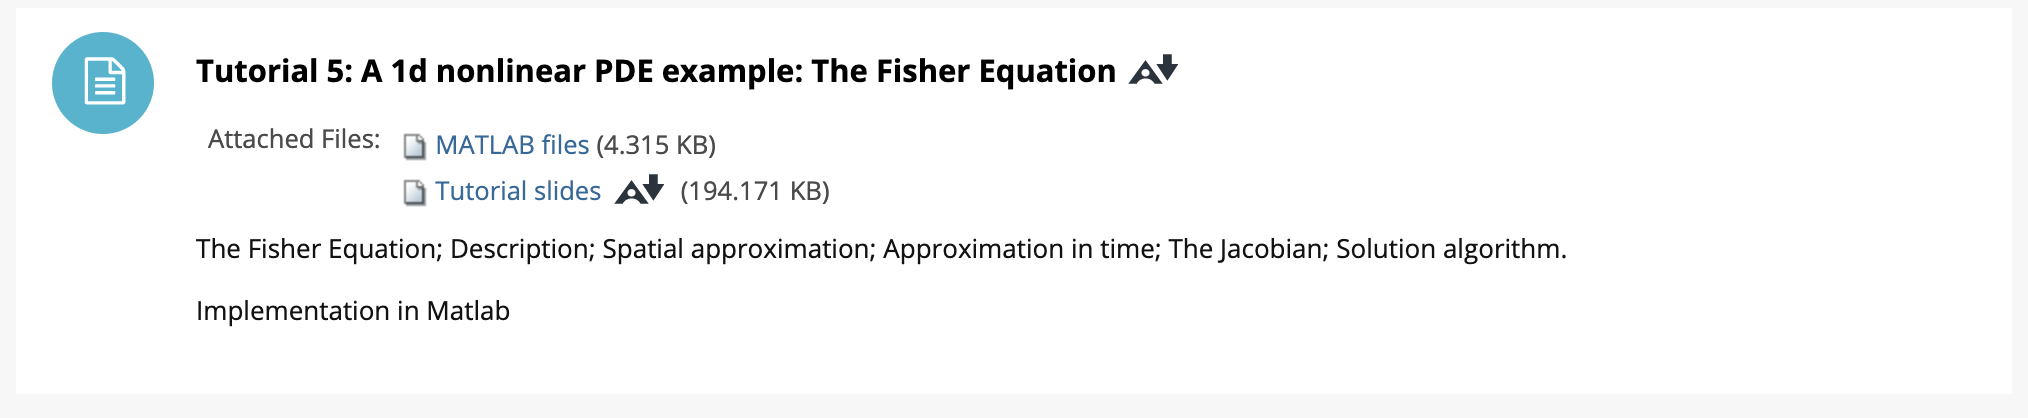 Tutorial 5: A 1d nonlinear PDE example: The Fisher Equation
Attached Files:
MATLAB files (4.315 KB)
Tutorial slides (194.171 KB)
The Fisher Equation; Description; Spatial approximation; Approximation in time; The Jacobian; Solution algorithm.
Implementation in Matlab